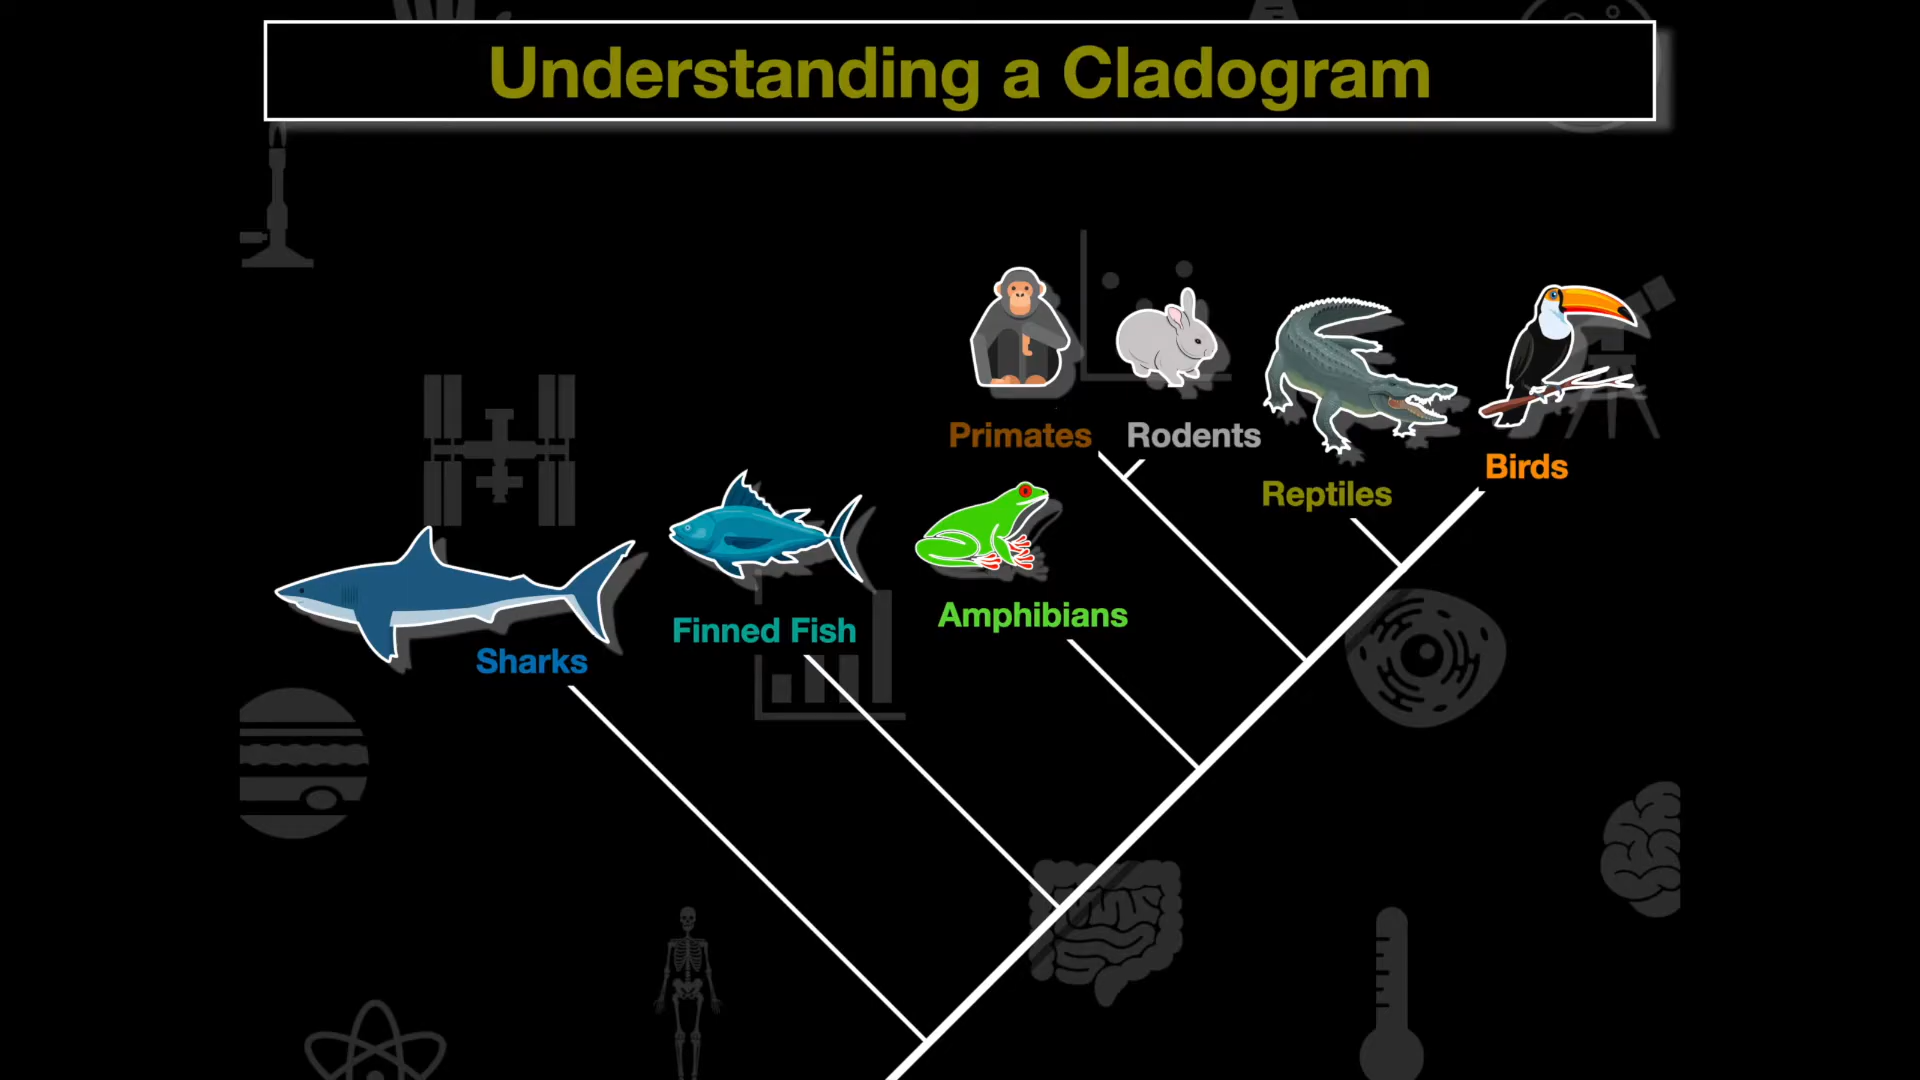 Understanding a Cladogram
Primates
Rodents
Birds
Reptiles
Amphibians
Finned Fish
Sharks